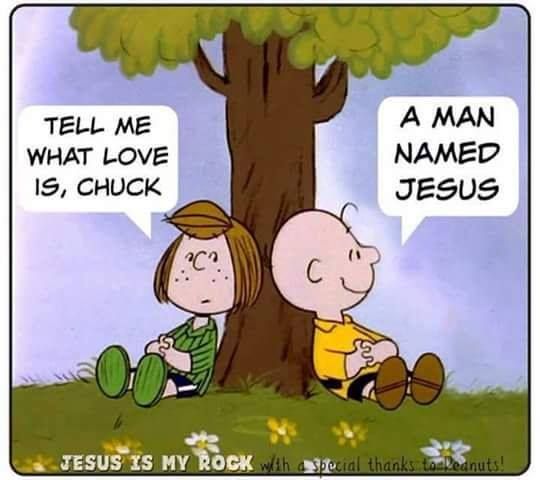 TELL ME
WHAT LOVE
IS, CHUCK
A MAN
NAMED
JESUS
JESUS IS MY ROCK with a special thanks to Peanuts!